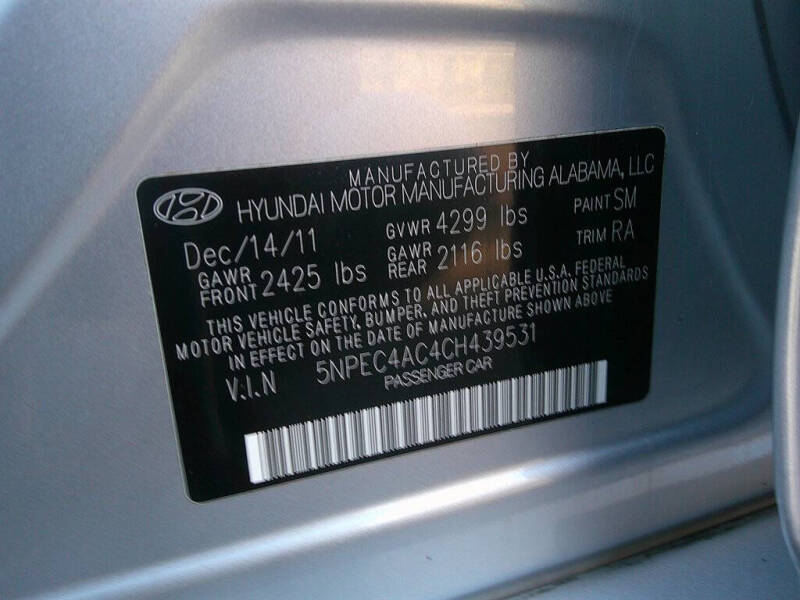 MANUFACTURED BY
HYUNDAI MOTOR MANUFACTURING ALABAMA, LLC
Dec/14/11 GVWR 4299 lbs PAINT SM
GAWR FRONT 2425 lbs GAWR REAR 2116 lbs TRIM RA
THIS VEHICLE CONFORMS TO ALL APPLICABLE U.S.A. FEDERAL
MOTOR VEHICLE SAFETY, BUMPER, AND THEFT PREVENTION STANDARDS
IN EFFECT ON THE DATE OF MANUFACTURE SHOWN ABOVE
V.I.N 5NPEC4AC4CH439531
PASSENGER CAR